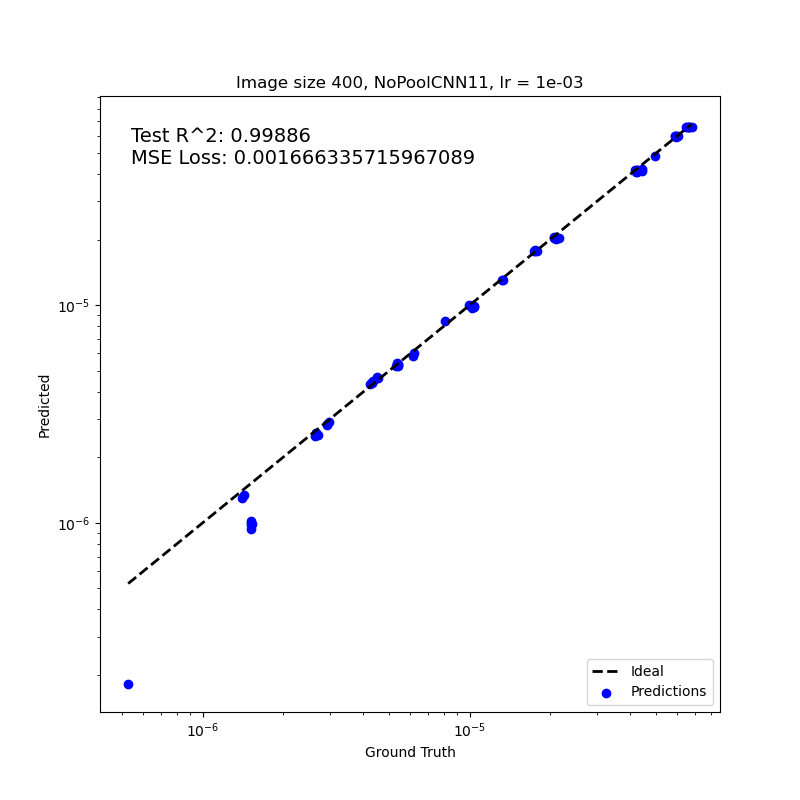 Image size 400, NoPoolCNN11, lr = 1e-03
Test R^2: 0.99886
MSE Loss: 0.001666335715967089
Predicted
10⁻⁵
10⁻⁶
Ideal
Predictions
10⁻⁶
10⁻⁵
Ground Truth